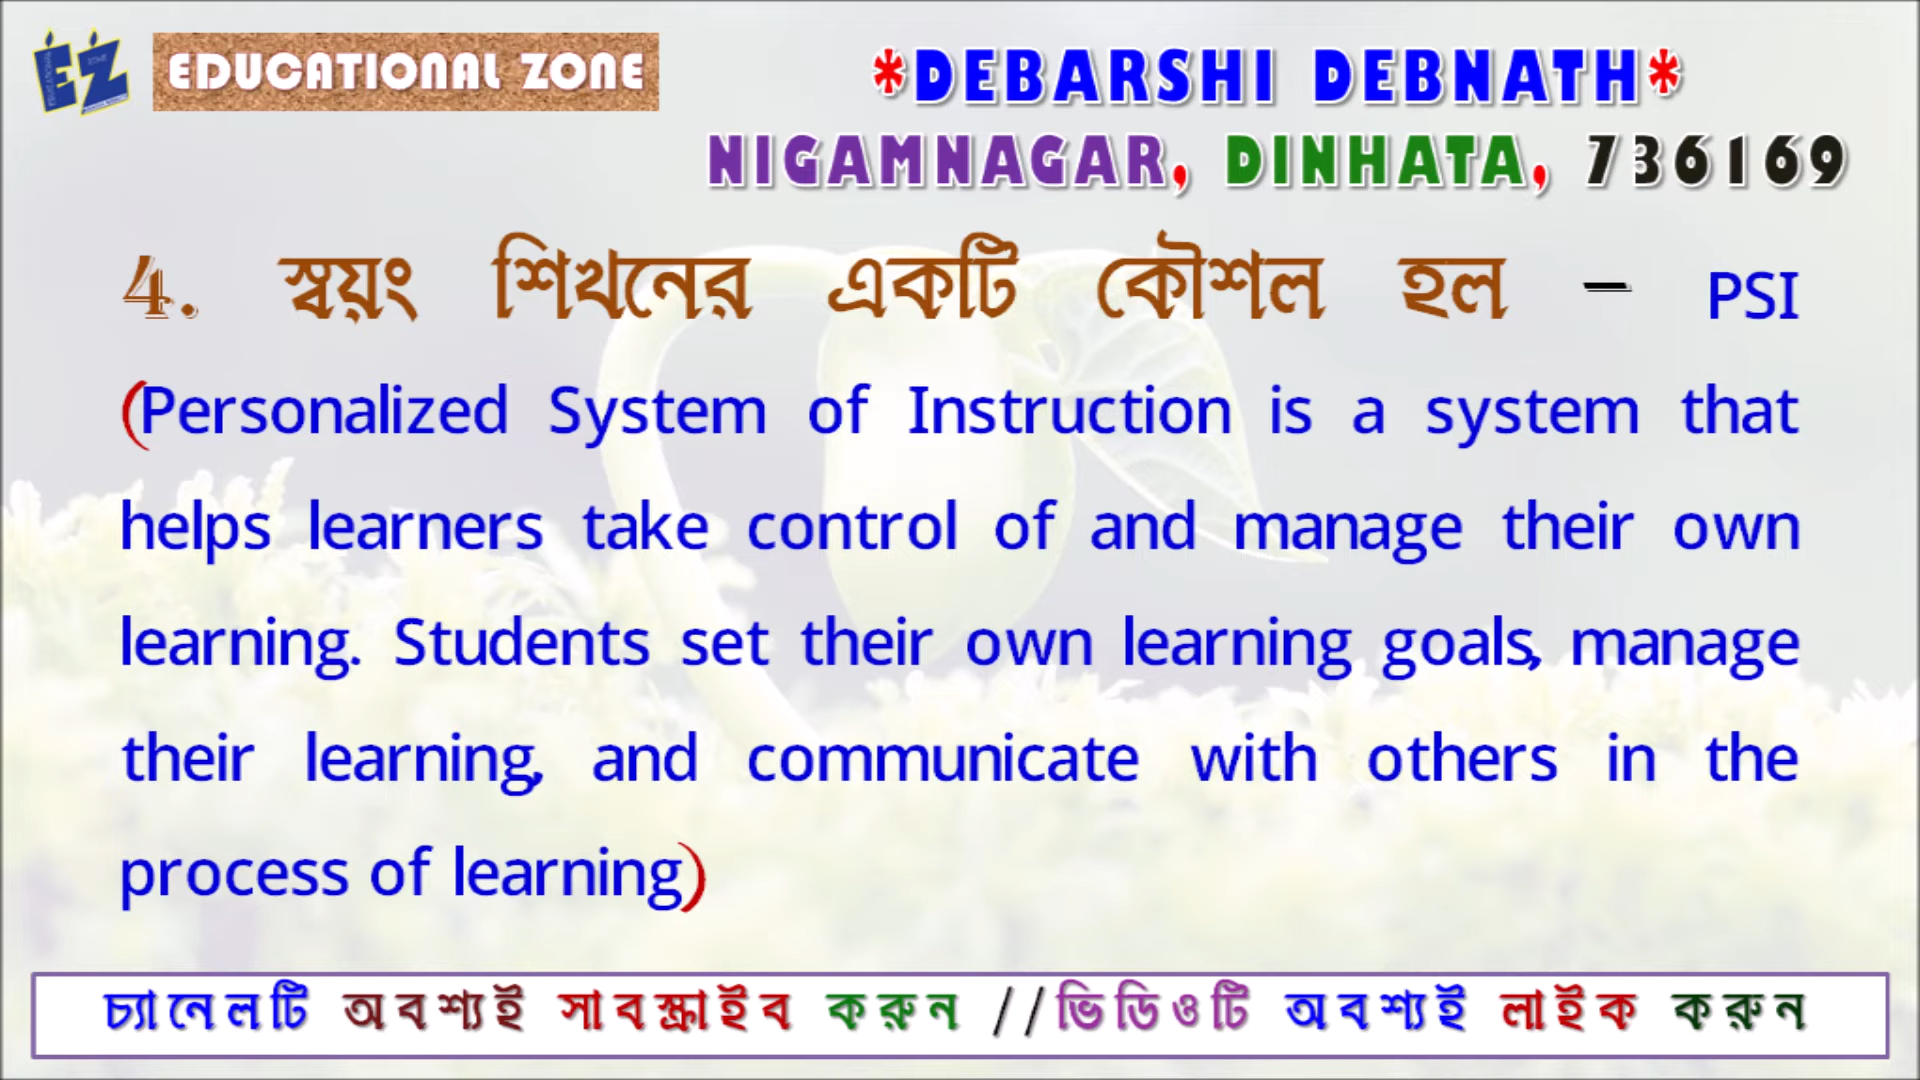 EZ
EDUCATIONAL ZONE
*DEBARSHI DEBNATH*
NIGAMNAGAR, DINHATA, 736169
4. স্বয়ং শিখনের একটি কৌশল হল – PSI
(Personalized System of Instruction is a system that
helps learners take control of and manage their own
learning. Students set their own learning goals, manage
their learning, and communicate with others in the
process of learning)
চ্যানেলটি অবশ্যই সাবস্ক্রাইব করুন //ভিডিওটি অবশ্যই লাইক করুন